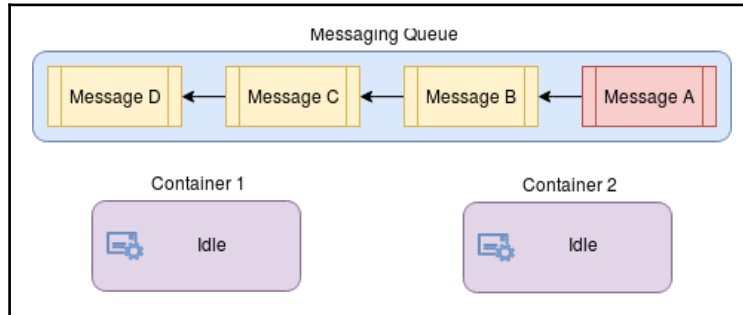 Messaging Queue
Message D
Message C
Message B
Message A
Container 1
Container 2
Idle
Idle